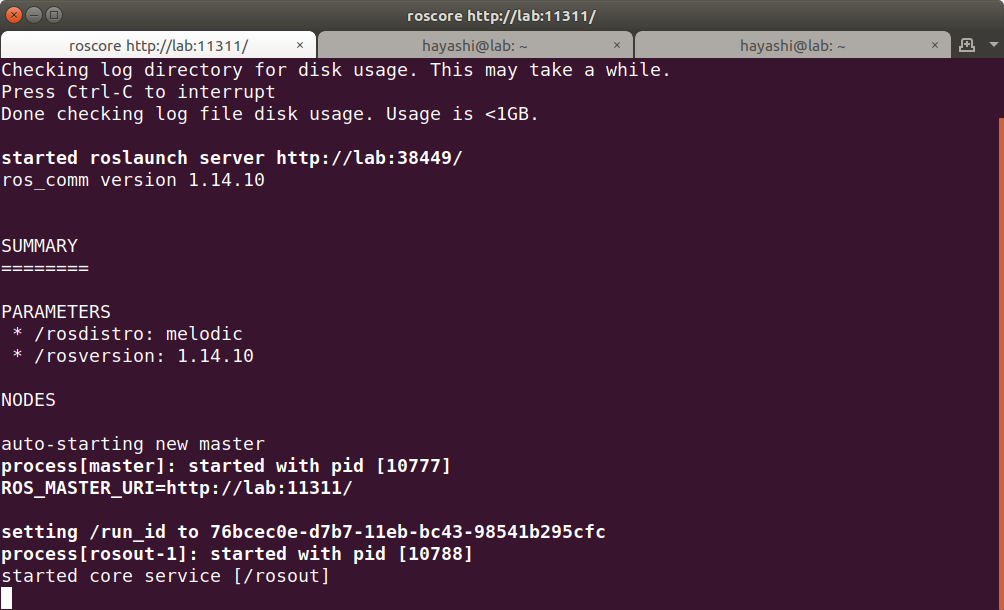 roscore http://lab:11311/
roscore http://lab:11311/ × hayashi@lab: ~ × hayashi@lab: ~ ×
Checking log directory for disk usage. This may take a while.
Press Ctrl-C to interrupt
Done checking log file disk usage. Usage is <1GB.
started roslaunch server http://lab:38449/
ros_comm version 1.14.10
SUMMARY
========
PARAMETERS
 * /rosdistro: melodic
 * /rosversion: 1.14.10
NODES
auto-starting new master
process[master]: started with pid [10777]
ROS_MASTER_URI=http://lab:11311/
setting /run_id to 76bcec0e-d7b7-11eb-bc43-98541b295cfc
process[rosout-1]: started with pid [10788]
started core service [/rosout]